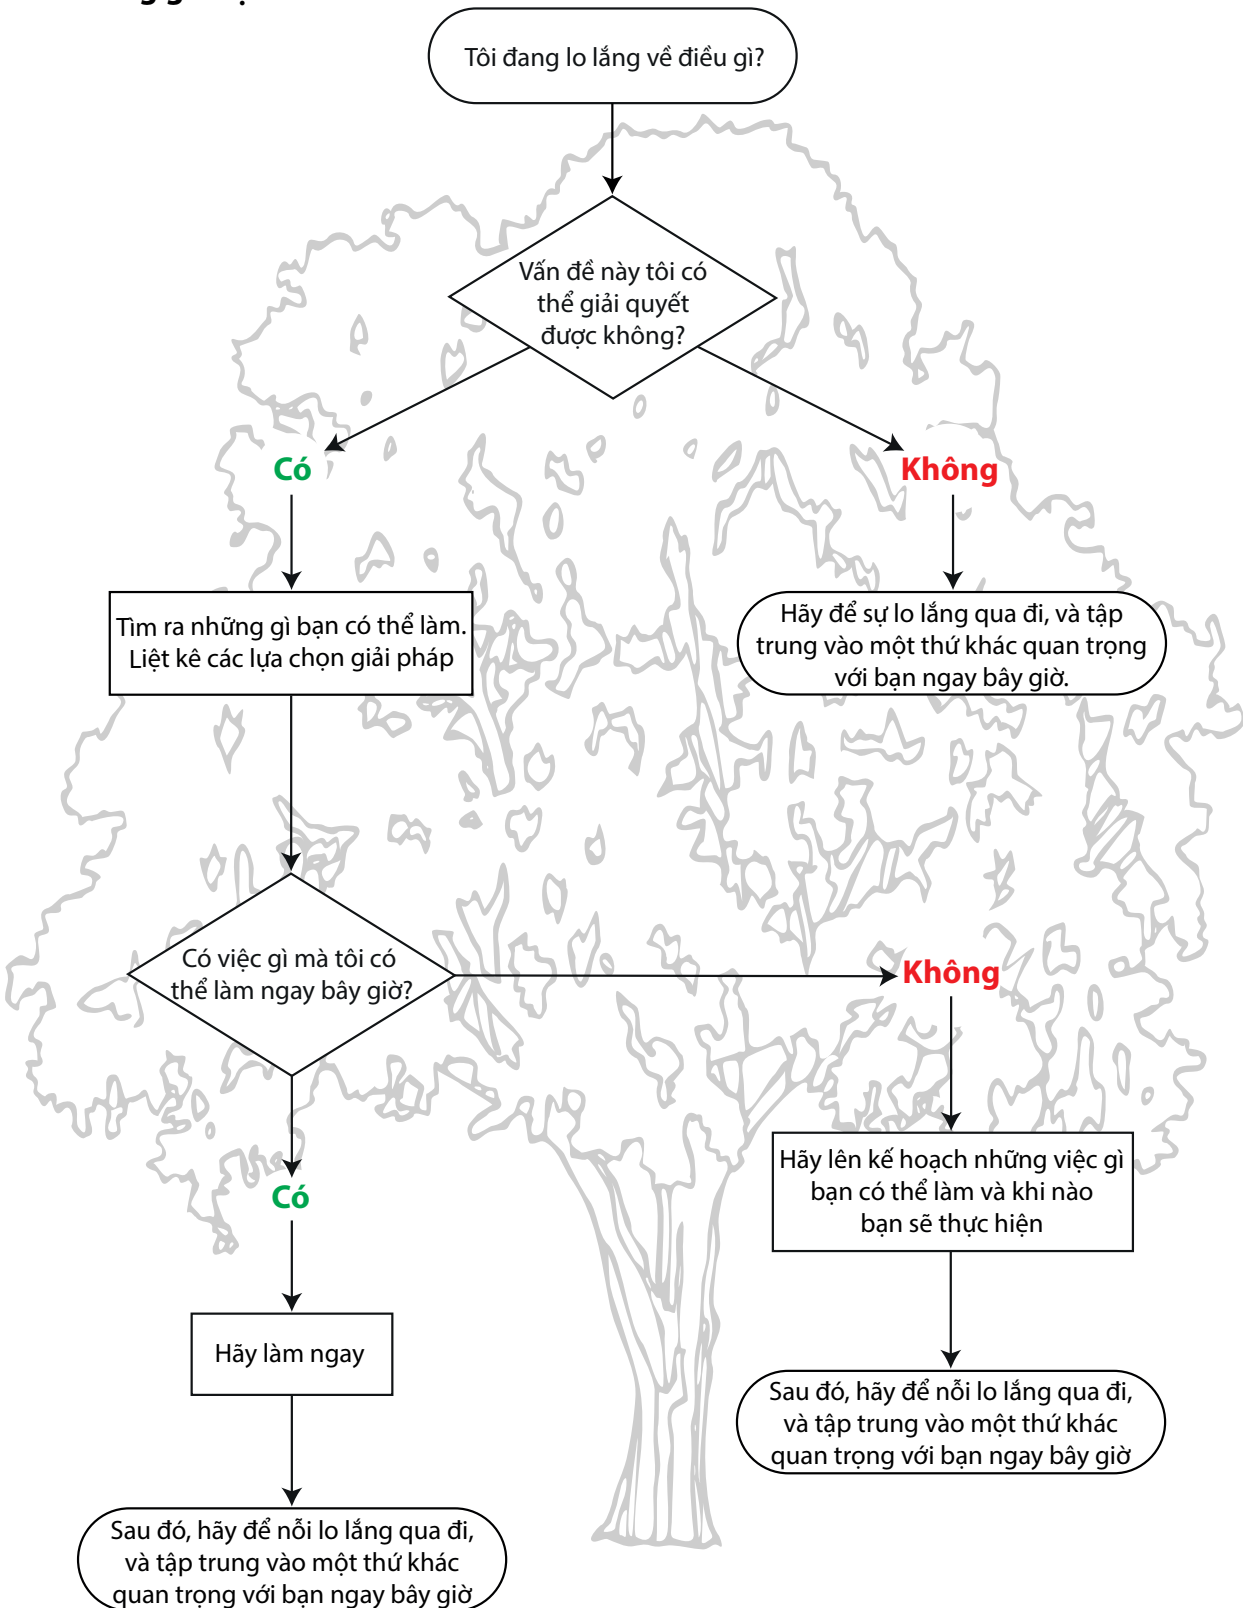 Tôi đang lo lắng về điều gì?
Vấn đề này tôi có
thể giải quyết
được không?
Có
Không
Tìm ra những gì bạn có thể làm.
Liệt kê các lựa chọn giải pháp
Hãy để sự lo lắng qua đi, và tập
trung vào một thứ khác quan trọng
với bạn ngay bây giờ.
Có việc gì mà tôi có
thể làm ngay bây giờ?
Không
Có
Hãy lên kế hoạch những việc gì
bạn có thể làm và khi nào
bạn sẽ thực hiện
Hãy làm ngay
Sau đó, hãy để nỗi lo lắng qua đi,
và tập trung vào một thứ khác
quan trọng với bạn ngay bây giờ
Sau đó, hãy để nỗi lo lắng qua đi,
và tập trung vào một thứ khác
quan trọng với bạn ngay bây giờ